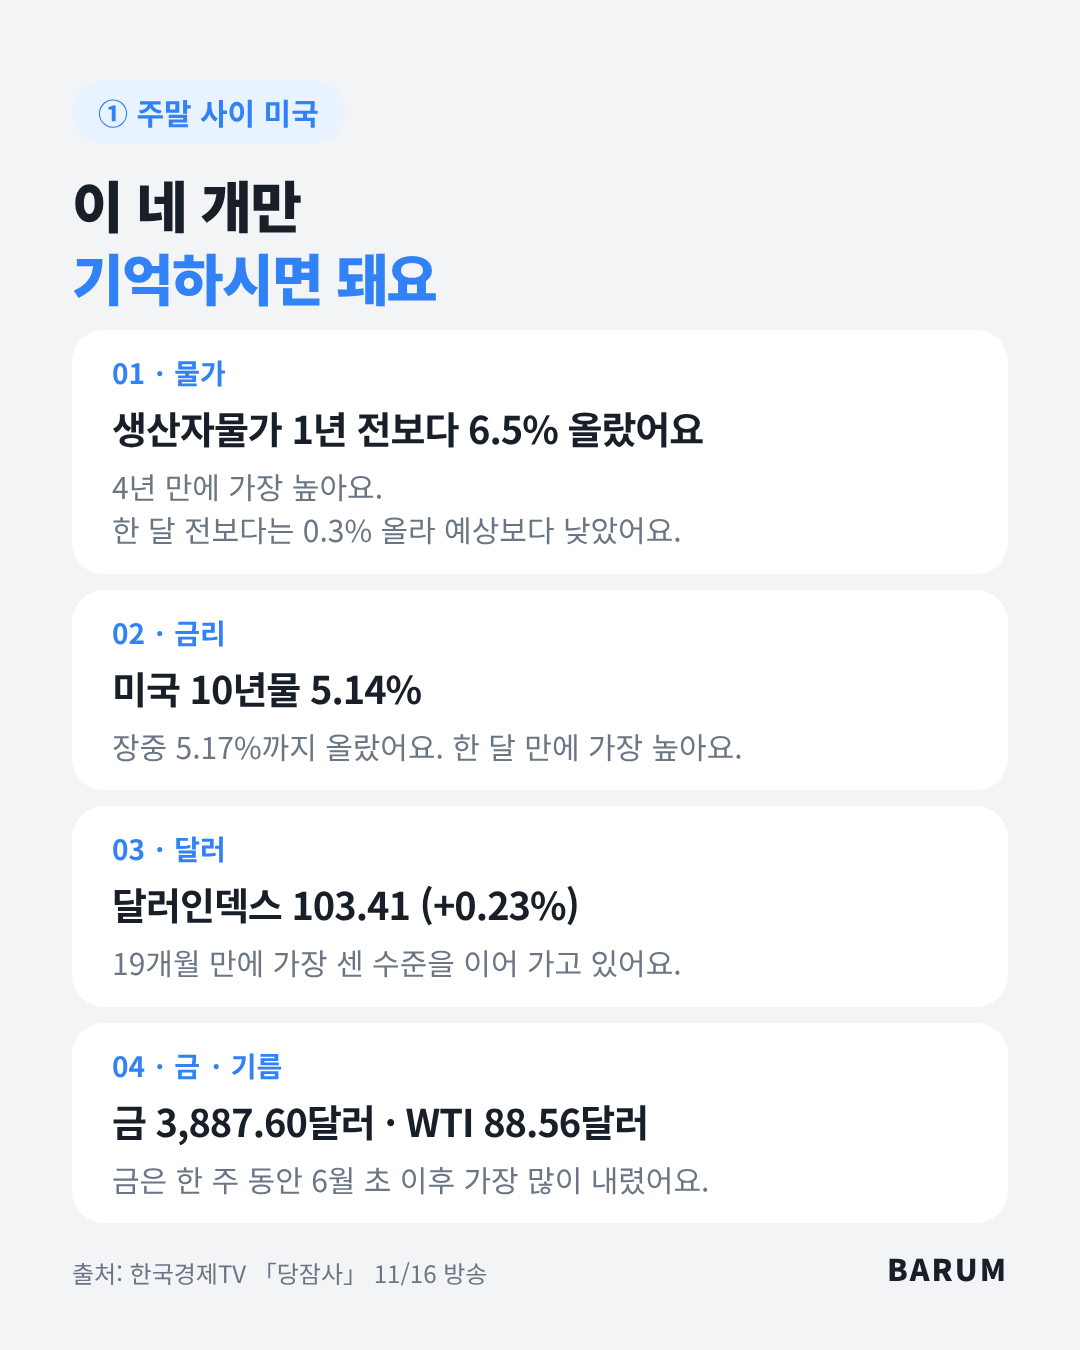 ① 주말 사이 미국
이 네 개만
기억하시면 돼요
01 · 물가
생산자물가 1년 전보다 6.5% 올랐어요
4년 만에 가장 높아요.
한 달 전보다는 0.3% 올라 예상보다 낮았어요.
02 · 금리
미국 10년물 5.14%
장중 5.17%까지 올랐어요. 한 달 만에 가장 높아요.
03 · 달러
달러인덱스 103.41 (+0.23%)
19개월 만에 가장 센 수준을 이어 가고 있어요.
04 · 금 · 기름
금 3,887.60달러 · WTI 88.56달러
금은 한 주 동안 6월 초 이후 가장 많이 내렸어요.
출처: 한국경제TV 「당잠사」 11/16 방송
BARUM